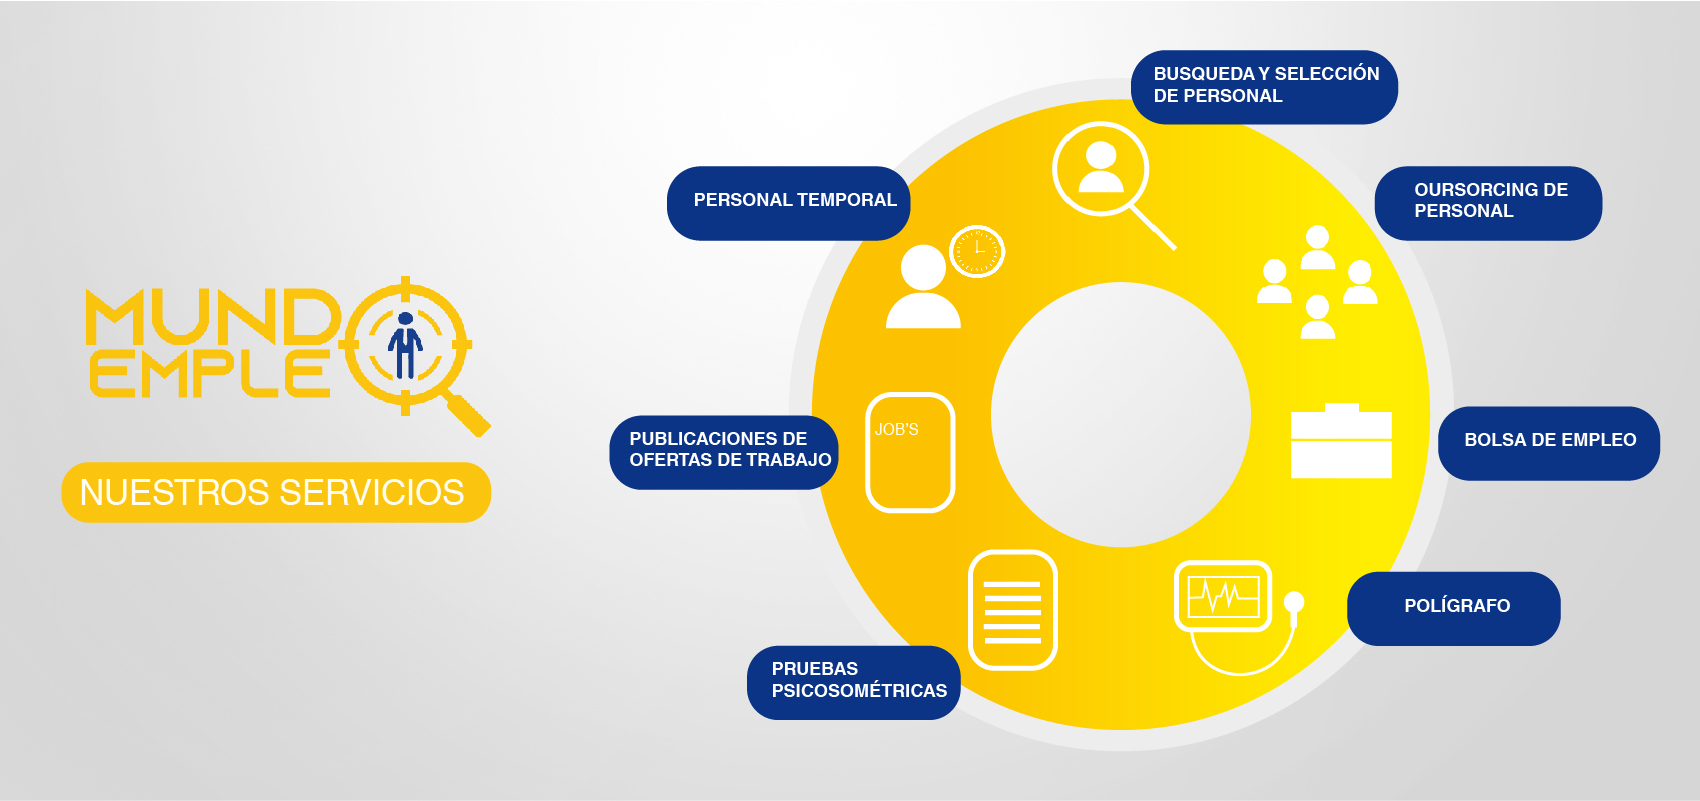 MUNDO
EMPLEO
NUESTROS SERVICIOS
BUSQUEDA Y SELECCIÓN
DE PERSONAL
OURSORCING DE
PERSONAL
BOLSA DE EMPLEO
POLÍGRAFO
PRUEBAS
PSICOSOMÉTRICAS
PUBLICACIONES DE
OFERTAS DE TRABAJO
JOB'S
PERSONAL TEMPORAL